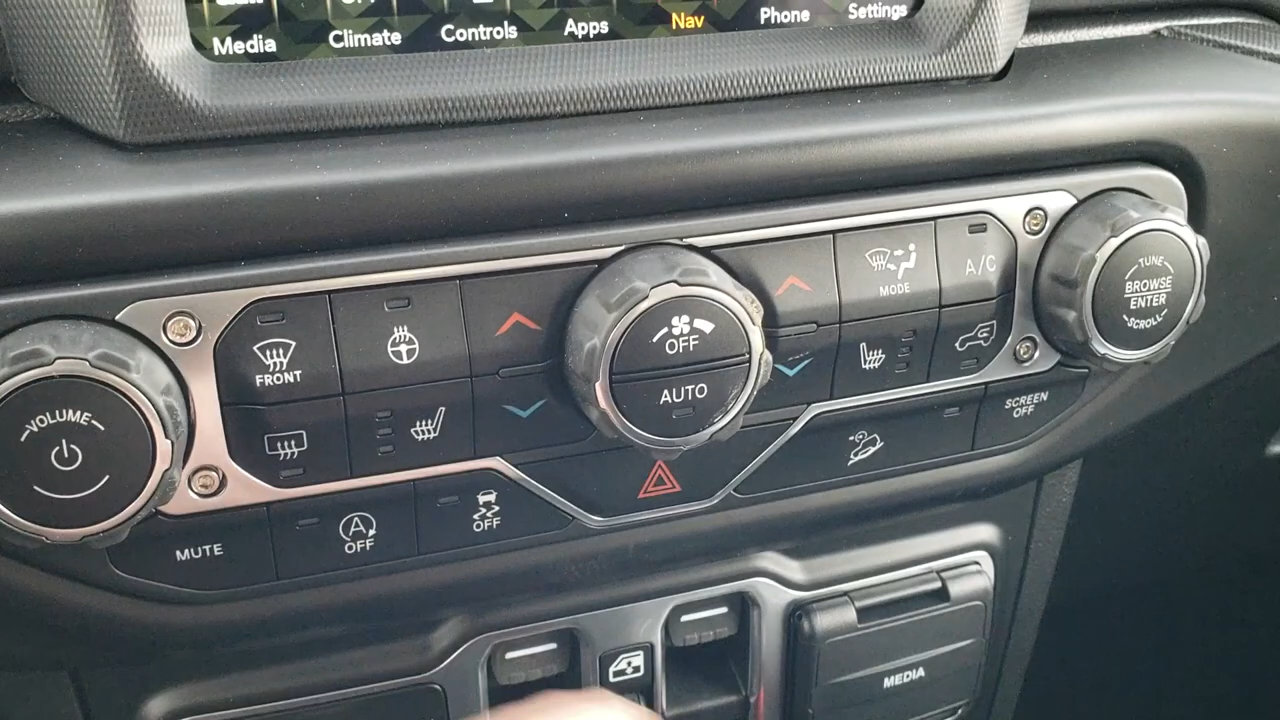 Media
Climate
Controls
Apps
Nav
Phone
Settings
FRONT
OFF
AUTO
MODE
A/C
TUNE
BROWSE
ENTER
SCROLL
VOLUME
MUTE
A
OFF
OFF
SCREEN
OFF
MEDIA